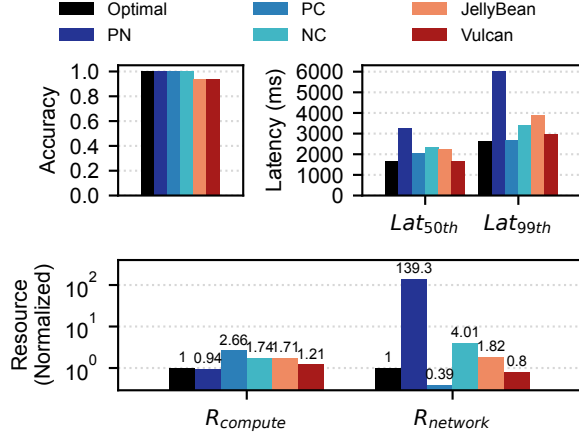 Optimal PC JellyBean
PN NC Vulcan
Accuracy
1.0
0.8
0.6
0.4
0.2
0.0
Latency (ms)
6000
5000
4000
3000
2000
1000
0
Lat50th Lat99th
Resource
(Normalized)
10²
10¹
10⁰
1 0.94 2.66 1.74 1.71 1.21
1 139.3 0.39 4.01 1.82 0.8
Rcompute Rnetwork